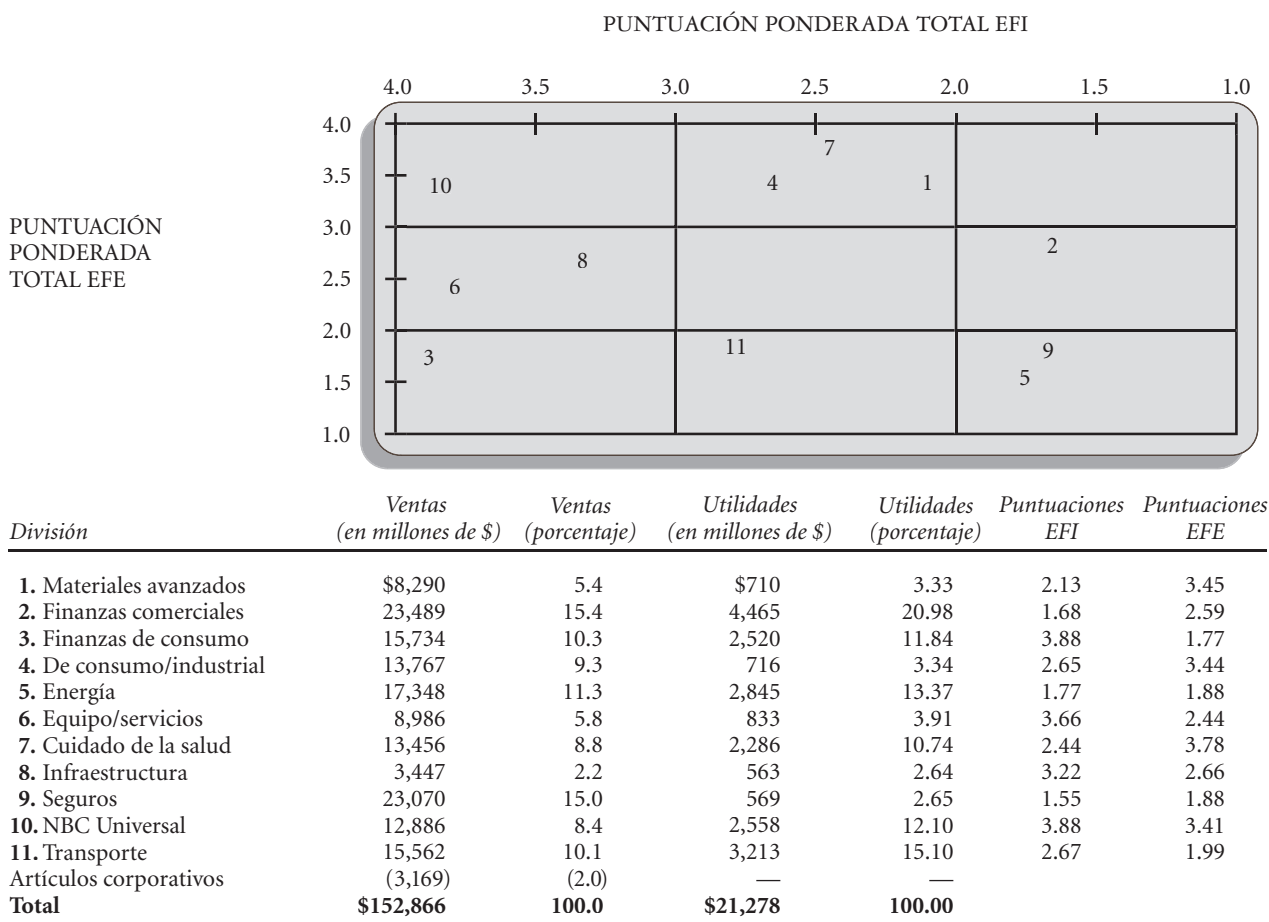 PUNTUACIÓN PONDERADA TOTAL EFI
4.0 3.5 3.0 2.5 2.0 1.5 1.0
4.0
7
3.5
10 4 1
PUNTUACIÓN
PONDERADA
TOTAL EFE
3.0
2
8
2.5
6
2.0
11 9
3
5
1.5
1.0
División Ventas (en millones de $) Ventas (porcentaje) Utilidades (en millones de $) Utilidades (porcentaje) Puntuaciones EFI Puntuaciones EFE
1. Materiales avanzados $8,290 5.4 $710 3.33 2.13 3.45
2. Finanzas comerciales 23,489 15.4 4,465 20.98 1.68 2.59
3. Finanzas de consumo 15,734 10.3 2,520 11.84 3.88 1.77
4. De consumo/industrial 13,767 9.3 716 3.34 2.65 3.44
5. Energía 17,348 11.3 2,845 13.37 1.77 1.88
6. Equipo/servicios 8,986 5.8 833 3.91 3.66 2.44
7. Cuidado de la salud 13,456 8.8 2,286 10.74 2.44 3.78
8. Infraestructura 3,447 2.2 563 2.64 3.22 2.66
9. Seguros 23,070 15.0 569 2.65 1.55 1.88
10. NBC Universal 12,886 8.4 2,558 12.10 3.88 3.41
11. Transporte 15,562 10.1 3,213 15.10 2.67 1.99
Artículos corporativos (3,169) (2.0) — —
Total $152,866 100.0 $21,278 100.00